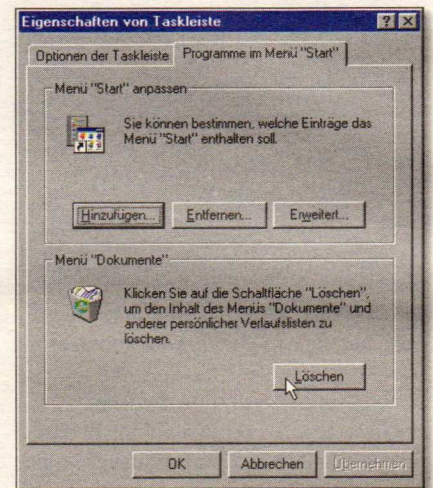 Eigenschaften von Taskleiste
Optionen der Taskleiste Programme im Menü "Start"
Menü "Start" anpassen
Sie können bestimmen, welche Einträge das
Menü "Start" enthalten soll.
Hinzufügen... Entfernen... Erweitert...
Menü "Dokumente"
Klicken Sie auf die Schaltfläche "Löschen",
um den Inhalt des Menüs "Dokumente" und
anderer persönlicher Verlaufslisten zu
löschen.
Löschen
OK Abbrechen Übernehmen